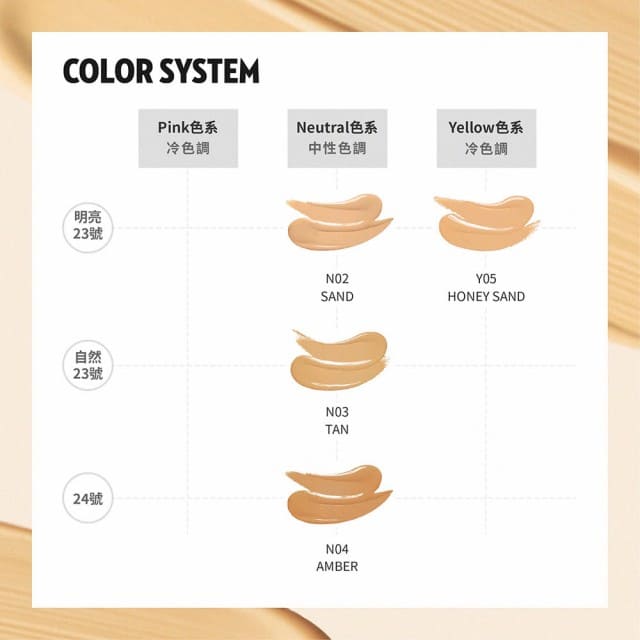 COLOR SYSTEM
Pink色系
冷色調
Neutral色系
中性色調
Yellow色系
冷色調
明亮
23號
N02
SAND
Y05
HONEY SAND
自然
23號
N03
TAN
24號
N04
AMBER